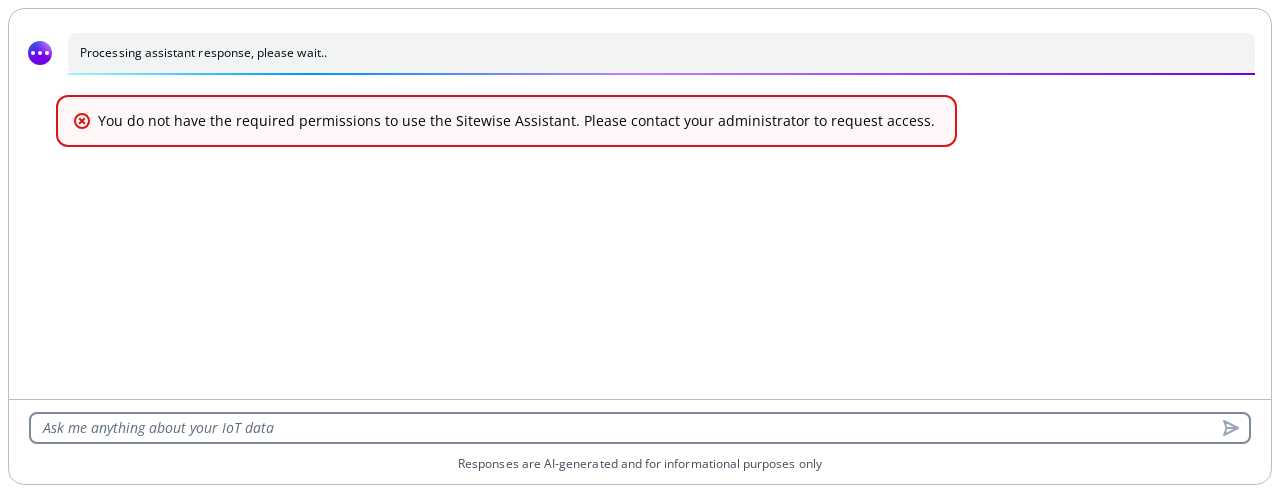 Processing assistant response, please wait..
You do not have the required permissions to use the Sitewise Assistant. Please contact your administrator to request access.
Ask me anything about your IoT data
Responses are AI-generated and for informational purposes only